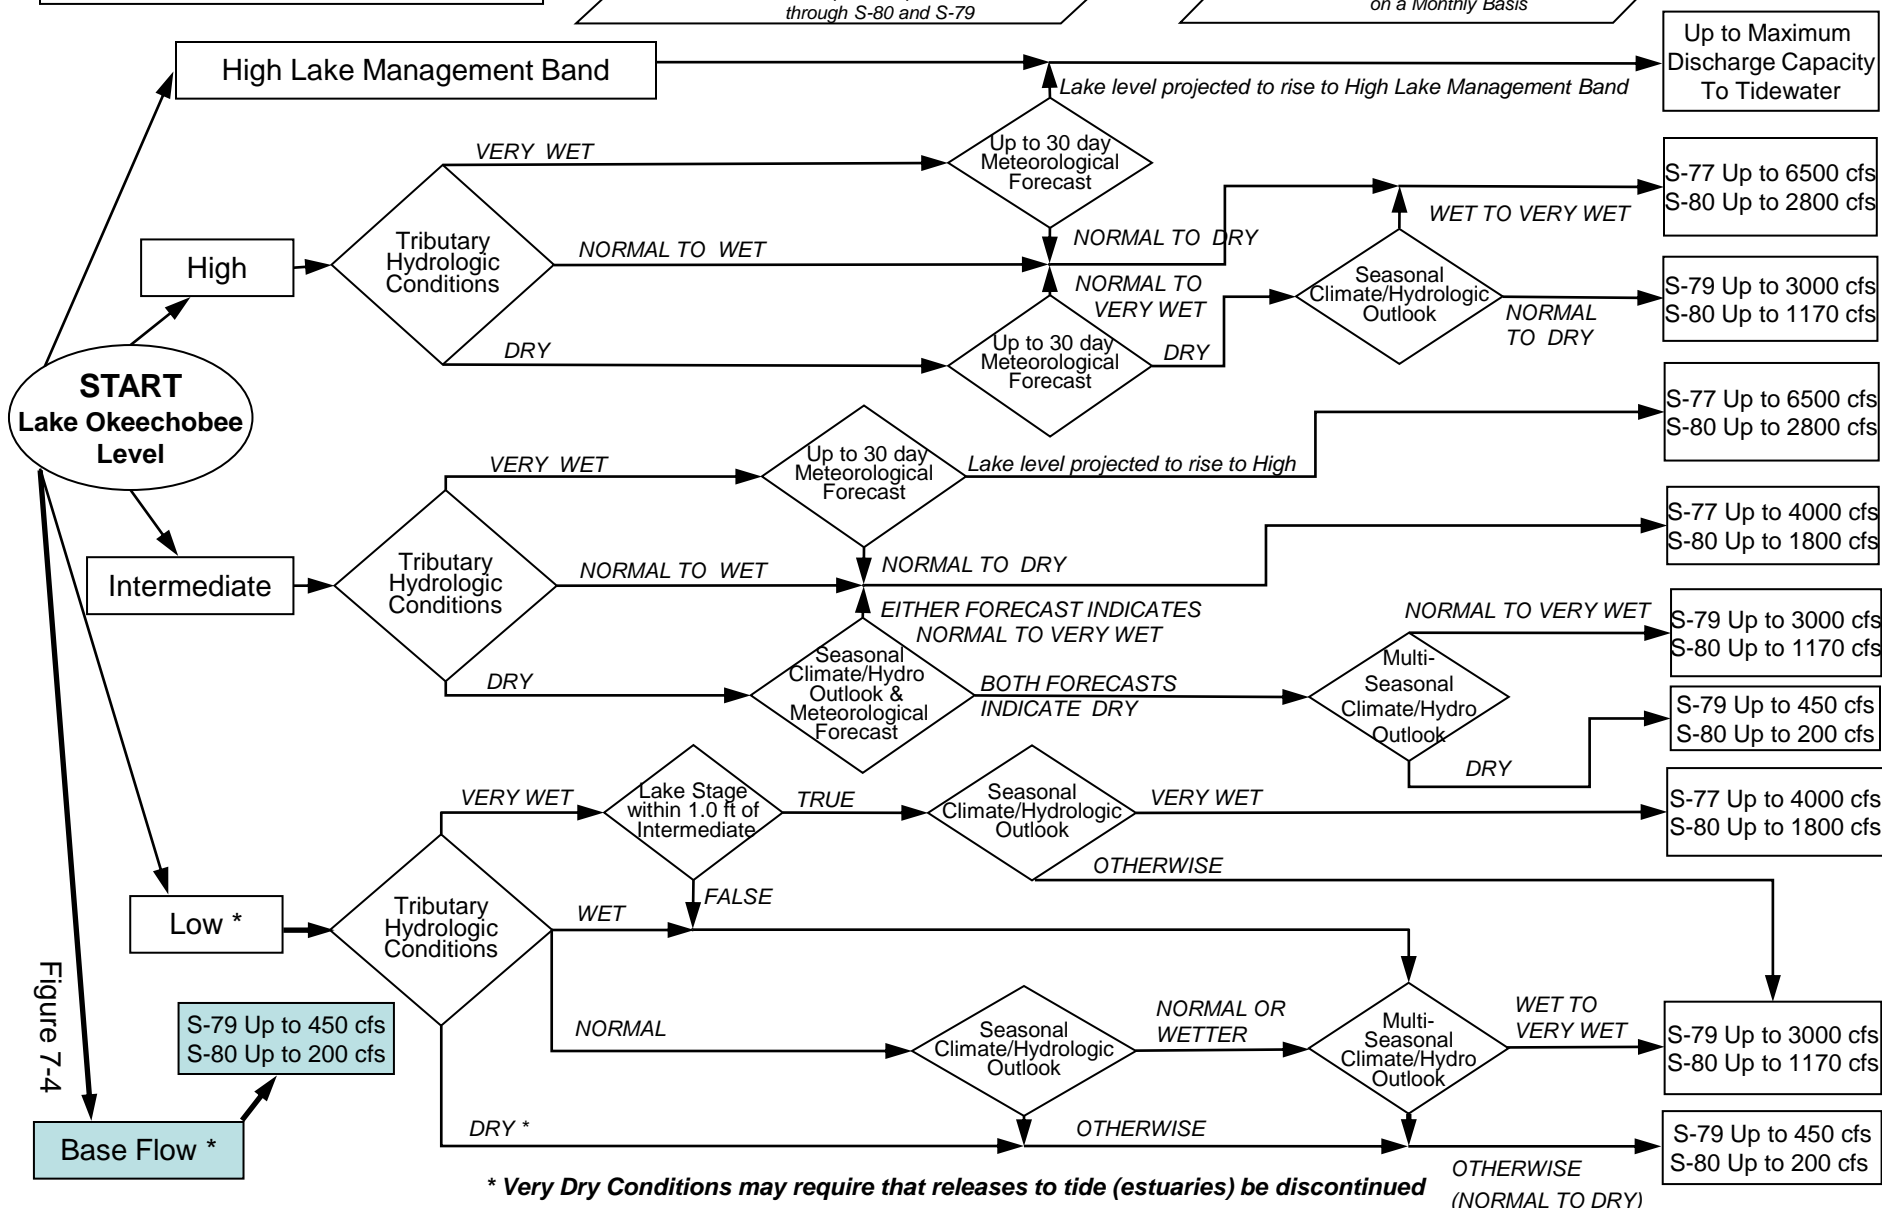 through S-80 and S-79
on a Monthly Basis
Up to Maximum
Discharge Capacity
To Tidewater
High Lake Management Band
Lake level projected to rise to High Lake Management Band
VERY WET
Up to 30 day
Meteorological
Forecast
S-77 Up to 6500 cfs
S-80 Up to 2800 cfs
WET TO VERY WET
High
Tributary
Hydrologic
Conditions
NORMAL TO WET
NORMAL TO DRY
NORMAL TO
VERY WET
Seasonal
Climate/Hydrologic
Outlook
NORMAL
TO DRY
S-79 Up to 3000 cfs
S-80 Up to 1170 cfs
DRY
Up to 30 day
Meteorological
Forecast
DRY
START
Lake Okeechobee
Level
S-77 Up to 6500 cfs
S-80 Up to 2800 cfs
VERY WET
Up to 30 day
Meteorological
Forecast
Lake level projected to rise to High
S-77 Up to 4000 cfs
S-80 Up to 1800 cfs
Intermediate
Tributary
Hydrologic
Conditions
NORMAL TO WET
NORMAL TO DRY
EITHER FORECAST INDICATES
NORMAL TO VERY WET
NORMAL TO VERY WET
S-79 Up to 3000 cfs
S-80 Up to 1170 cfs
DRY
Seasonal
Climate/Hydro
Outlook &
Meteorological
Forecast
BOTH FORECASTS
INDICATE DRY
Multi-
Seasonal
Climate/Hydro
Outlook
DRY
S-79 Up to 450 cfs
S-80 Up to 200 cfs
VERY WET
Lake Stage
within 1.0 ft of
Intermediate
TRUE
Seasonal
Climate/Hydrologic
Outlook
VERY WET
S-77 Up to 4000 cfs
S-80 Up to 1800 cfs
OTHERWISE
FALSE
Low *
Tributary
Hydrologic
Conditions
WET
NORMAL
Seasonal
Climate/Hydrologic
Outlook
NORMAL OR
WETTER
Multi-
Seasonal
Climate/Hydro
Outlook
WET TO
VERY WET
S-79 Up to 3000 cfs
S-80 Up to 1170 cfs
Figure 7-4
S-79 Up to 450 cfs
S-80 Up to 200 cfs
Base Flow *
DRY *
OTHERWISE
OTHERWISE
(NORMAL TO DRY)
S-79 Up to 450 cfs
S-80 Up to 200 cfs
* Very Dry Conditions may require that releases to tide (estuaries) be discontinued